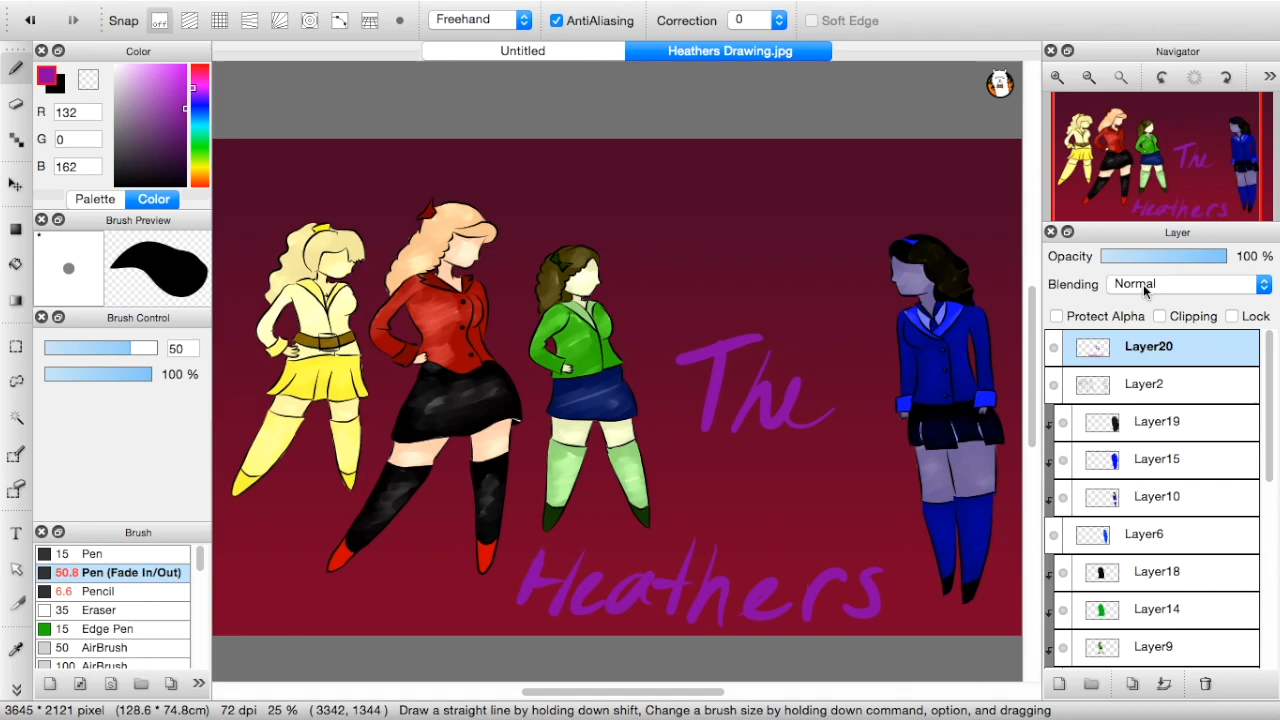 Snap off Freehand AntiAliasing Correction 0 Soft Edge
Color
Untitled
Heathers Drawing.jpg
Navigator
R 132
G 0
B 162
Palette Color
Brush Preview
*
Brush Control
50
100 %
Brush
15 Pen
50.8 Pen (Fade In/Out)
6.6 Pencil
35 Eraser
15 Edge Pen
50 AirBrush
100 AirBrush
The
Heathers
The
Heathers
Layer
Opacity 100 %
Blending Normal
Protect Alpha Clipping Lock
Layer20
Layer2
Layer19
Layer15
Layer10
Layer6
Layer18
Layer14
Layer9
3645 * 2121 pixel (128.6 * 74.8cm) 72 dpi 25 % ( 3342, 1344 ) Draw a straight line by holding down shift, Change a brush size by holding down command, option, and dragging